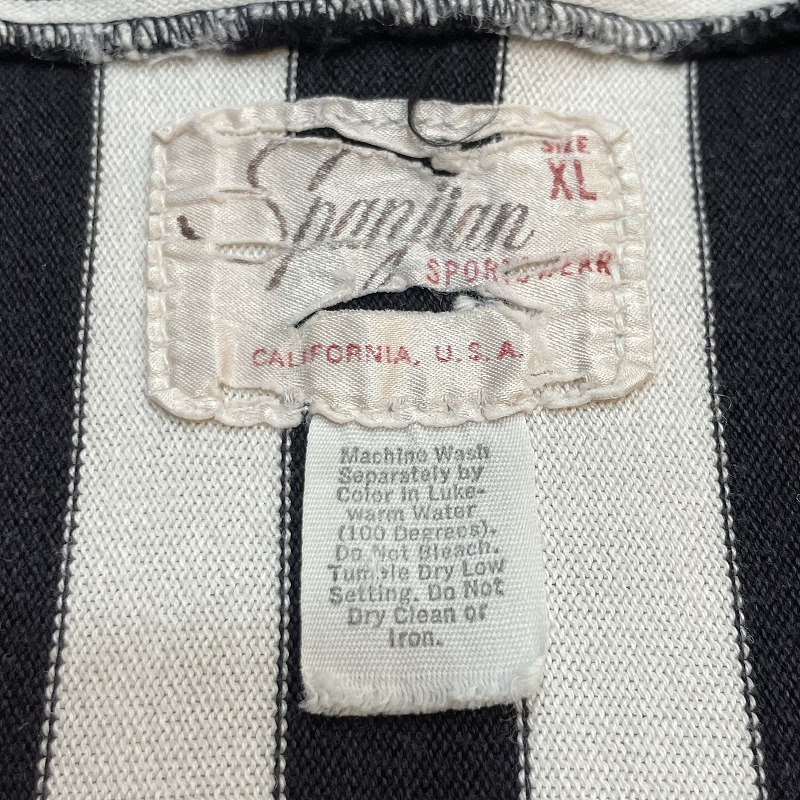 SIZE
XL
Spanjian
SPORTSWEAR
CALIFORNIA, U.S.A.
Machine Wash
Separately by
Color in Luke-
warm Water
(100 Degrees).
Do Not Bleach.
Tumble Dry Low
Setting. Do Not
Dry Clean or
Iron.